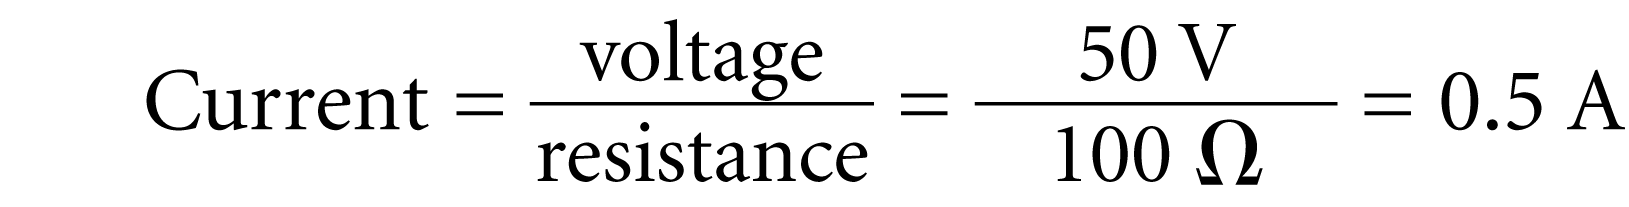 Current = voltage / resistance = 50 V / 100 Ω = 0.5 A